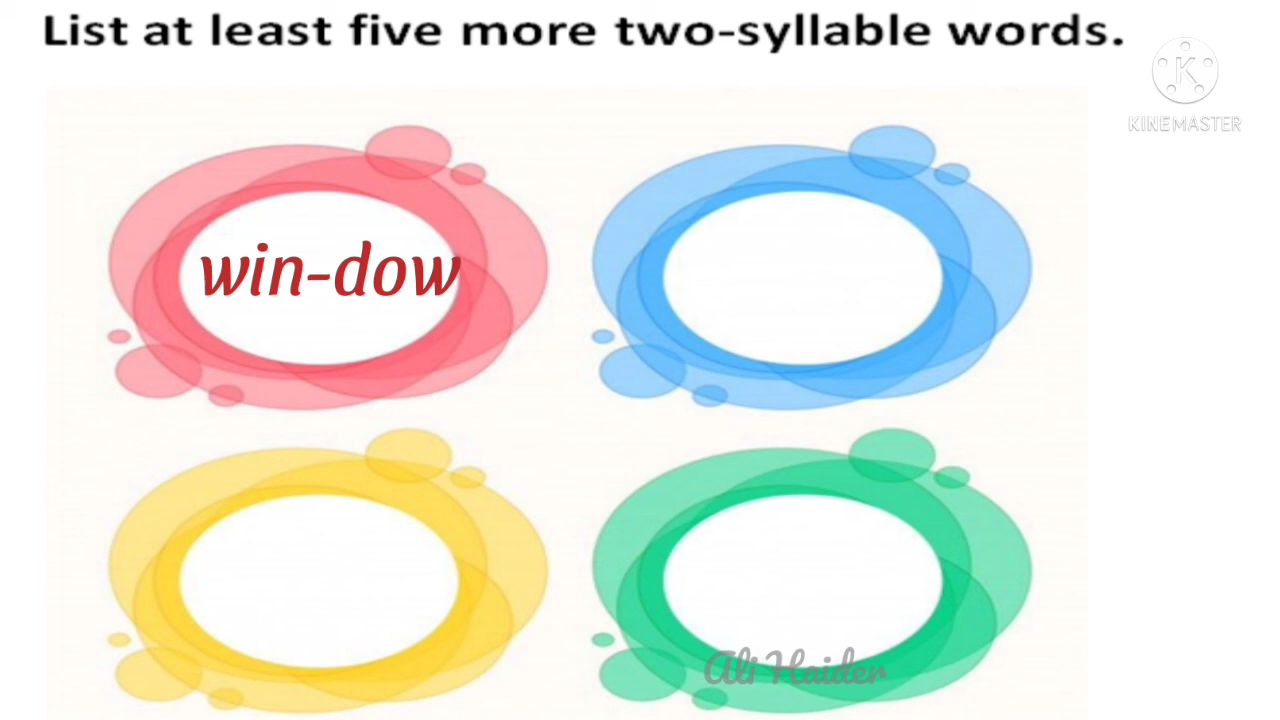 List at least five more two-syllable words.
K
KINEMASTER
win-dow
Ali Haider